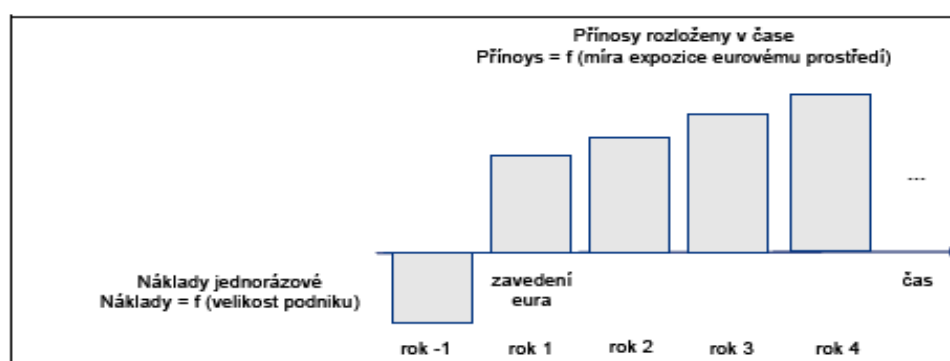 Přínosy rozloženy v čase
Přínoys = f (míra expozice eurovému prostředí)
---
Náklady jednorázové
Náklady = f (velikost podniku)
zavedení
eura
čas
rok -1
rok 1
rok 2
rok 3
rok 4